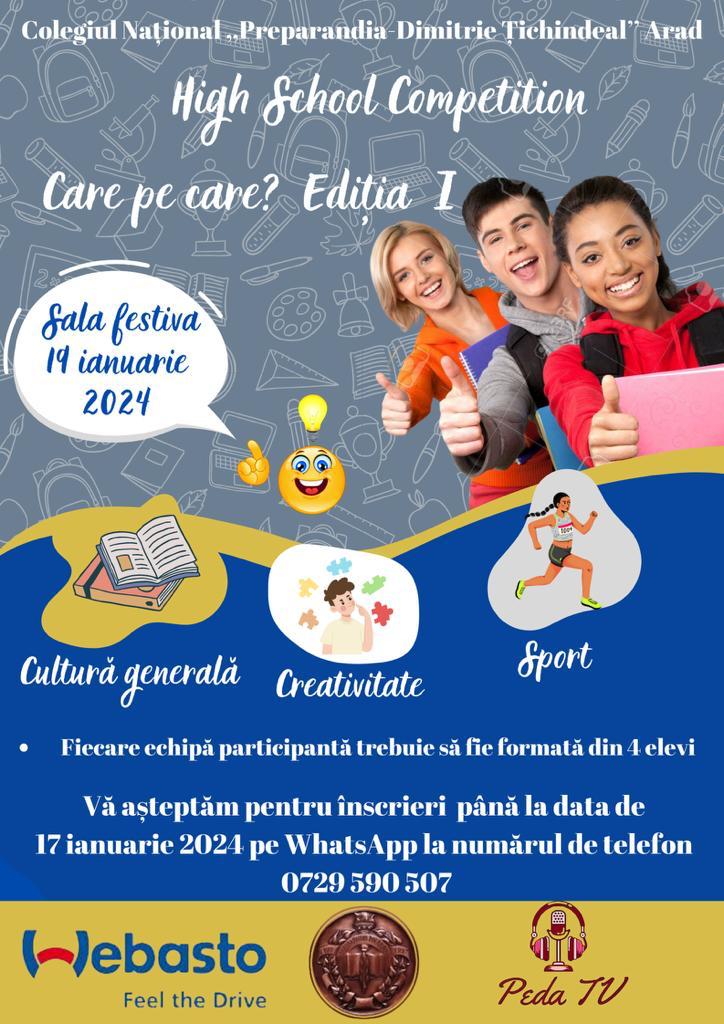 Colegiul Național „Preparandia-Dimitrie Țichindeal” Arad
High School Competition
Care pe care? Ediția I
Sala festiva
19 ianuarie
2024
Cultură generală
Creativitate
Sport
• Fiecare echipă participantă trebuie să fie formată din 4 elevi
Vă așteptăm pentru înscrieri până la data de
17 ianuarie 2024 pe WhatsApp la numărul de telefon
0729 590 507
Webasto
Feel the Drive
Peda TV